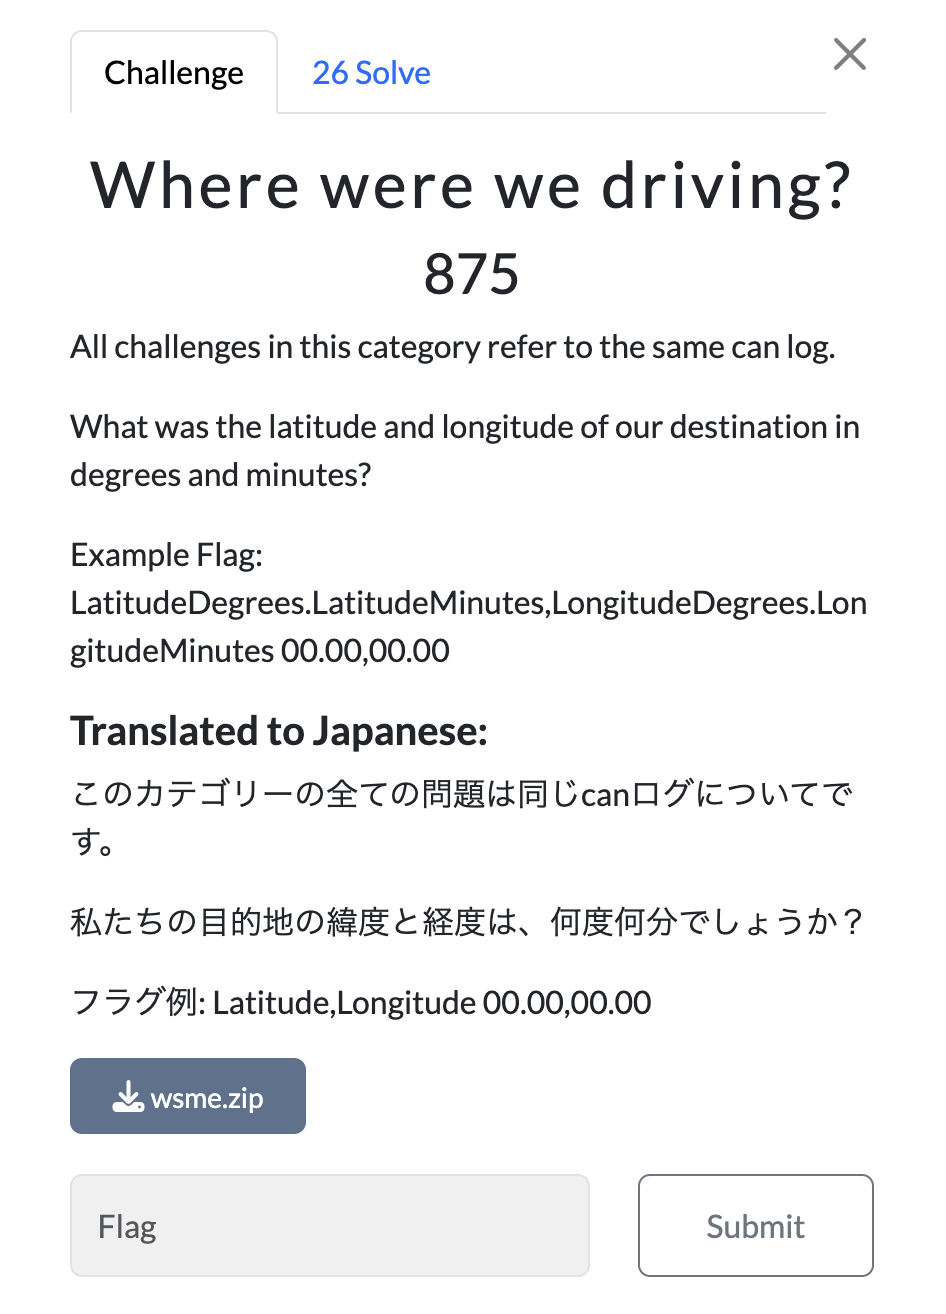 Challenge
26 Solve
Where were we driving?
875
All challenges in this category refer to the same can log.
What was the latitude and longitude of our destination in
degrees and minutes?
Example Flag:
LatitudeDegrees.LatitudeMinutes,LongitudeDegrees.Lon
gitudeMinutes 00.00,00.00
Translated to Japanese:
このカテゴリーの全ての問題は同じcanログについてで
す。
私たちの目的地の緯度と経度は、何度何分でしょうか？
フラグ例: Latitude,Longitude 00.00,00.00
wsme.zip
Flag
Submit